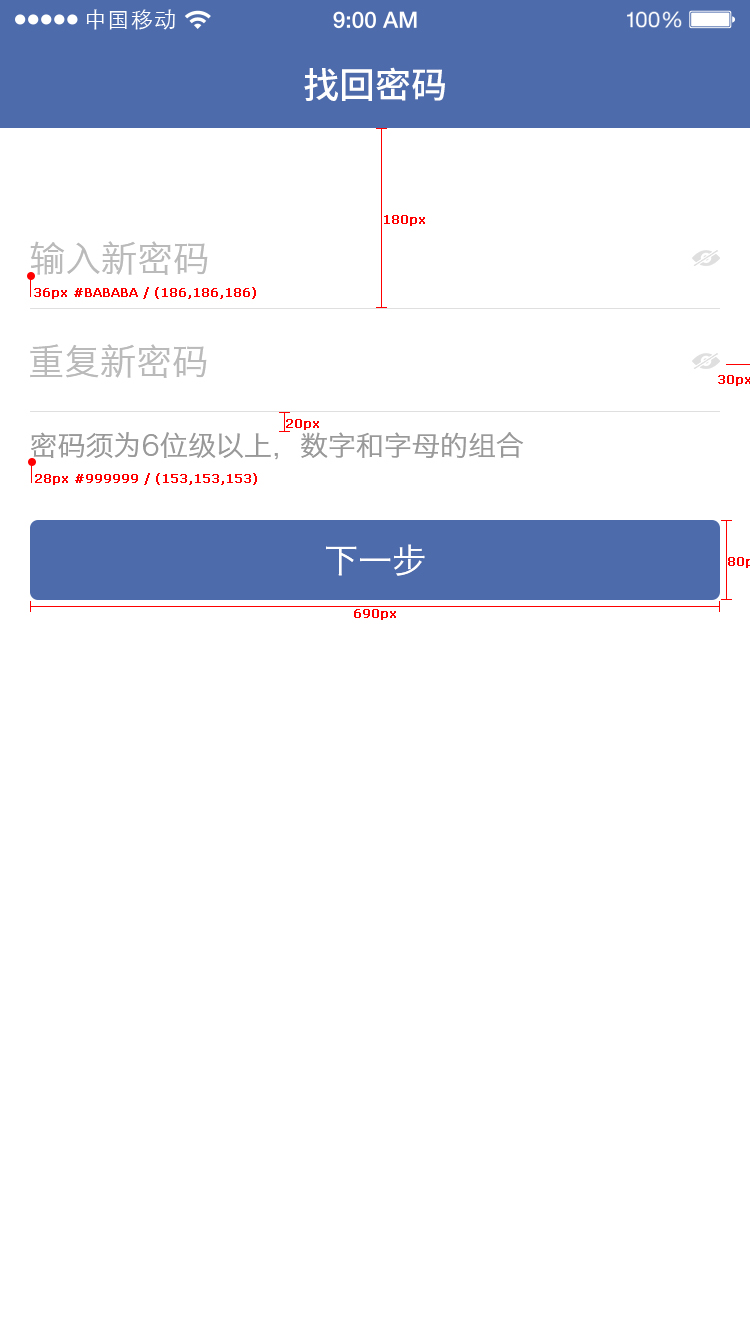 中国移动 9:00 AM 100%
找回密码
180px
输入新密码
36px #BABABA / (186,186,186)
重复新密码
30px
20px
密码须为6位级以上，数字和字母的组合
28px #999999 / (153,153,153)
下一步
80p
690px